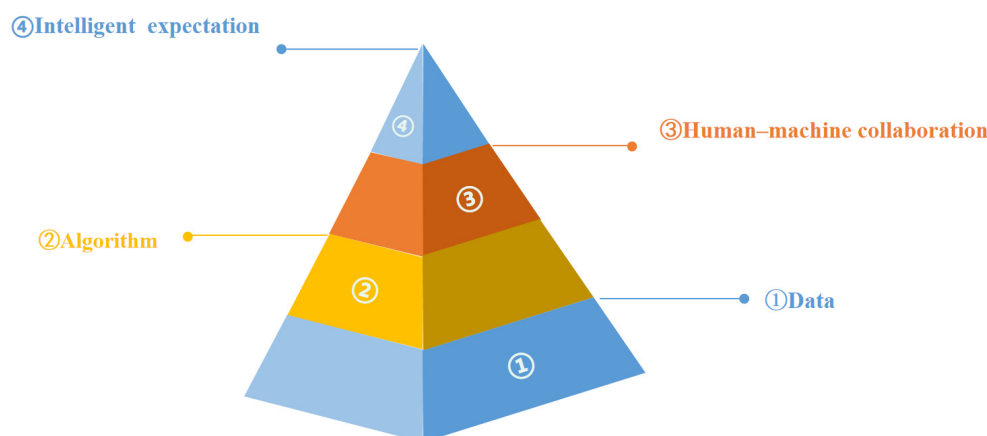 ④Intelligent expectation
④
③Human–machine collaboration
③
②Algorithm
②
①Data
①